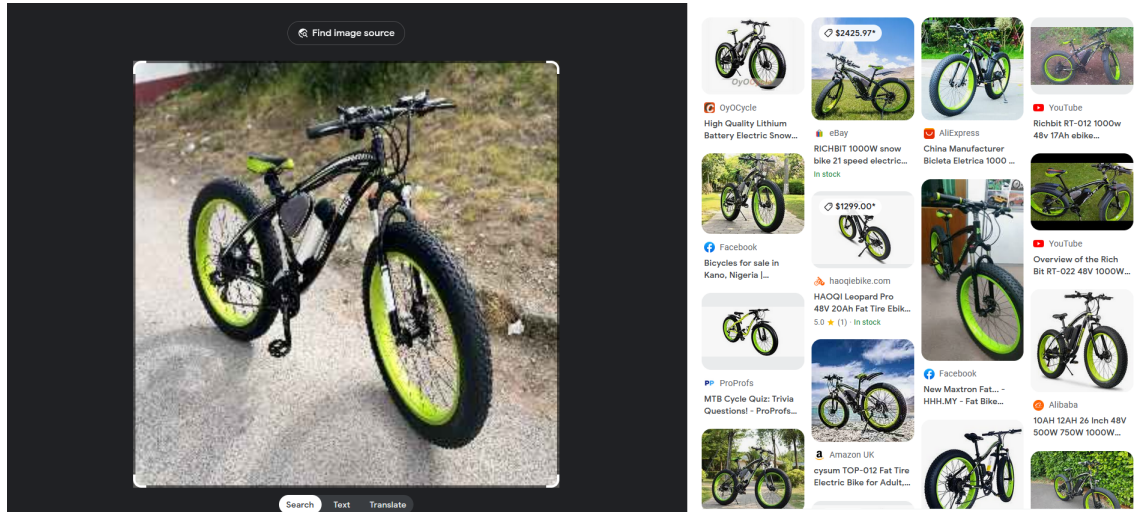 Find image source
Search
Text
Translate
OyOCycle
High Quality Lithium
Battery Electric Snow...
Facebook
Bicycles for sale in
Kano, Nigeria |...
ProProfs
MTB Cycle Quiz: Trivia
Questions! - ProProfs...
$2425.97*
eBay
RICHBIT 1000W snow
bike 21 speed electric...
In stock
$1299.00*
haoqiebike.com
HAOQI Leopard Pro
48V 20Ah Fat Tire Ebik...
5.0 ★ (1) · In stock
Amazon UK
cysum TOP-012 Fat Tire
Electric Bike for Adult,...
AliExpress
China Manufacturer
Bicleta Eletrica 1000 ...
Facebook
New Maxtron Fat... -
HHH.MY - Fat Bike...
YouTube
Richbit RT-012 1000w
48v 17Ah ebike...
YouTube
Overview of the Rich
Bit RT-022 48V 1000W...
Alibaba
10AH 12AH 26 Inch 48V
500W 750W 1000W...